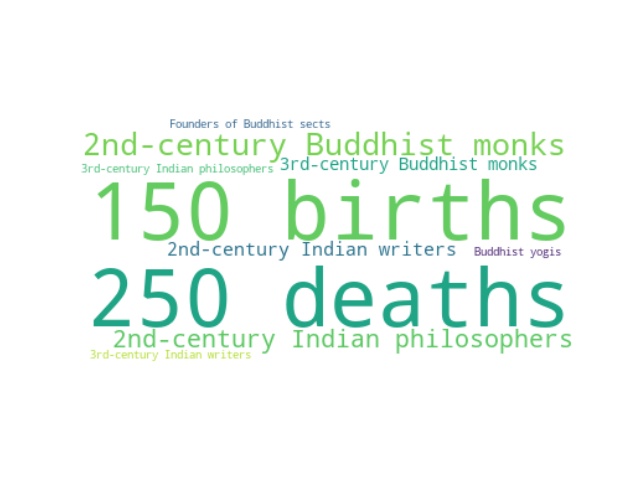 Founders of Buddhist sects
2nd-century Buddhist monks
3rd-century Indian philosophers
3rd-century Buddhist monks
150 births
2nd-century Indian writers
Buddhist yogis
250 deaths
2nd-century Indian philosophers
3rd-century Indian writers